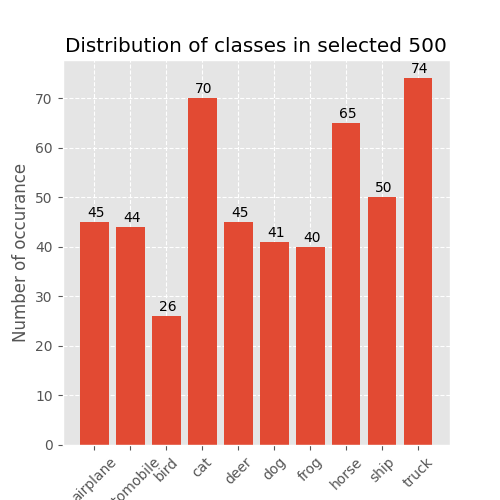 Distribution of classes in selected 500
Number of occurance
70
60
50
40
30
20
10
0
45
44
26
70
45
41
40
65
50
74
airplane
tomobile
bird
cat
deer
dog
frog
horse
ship
truck